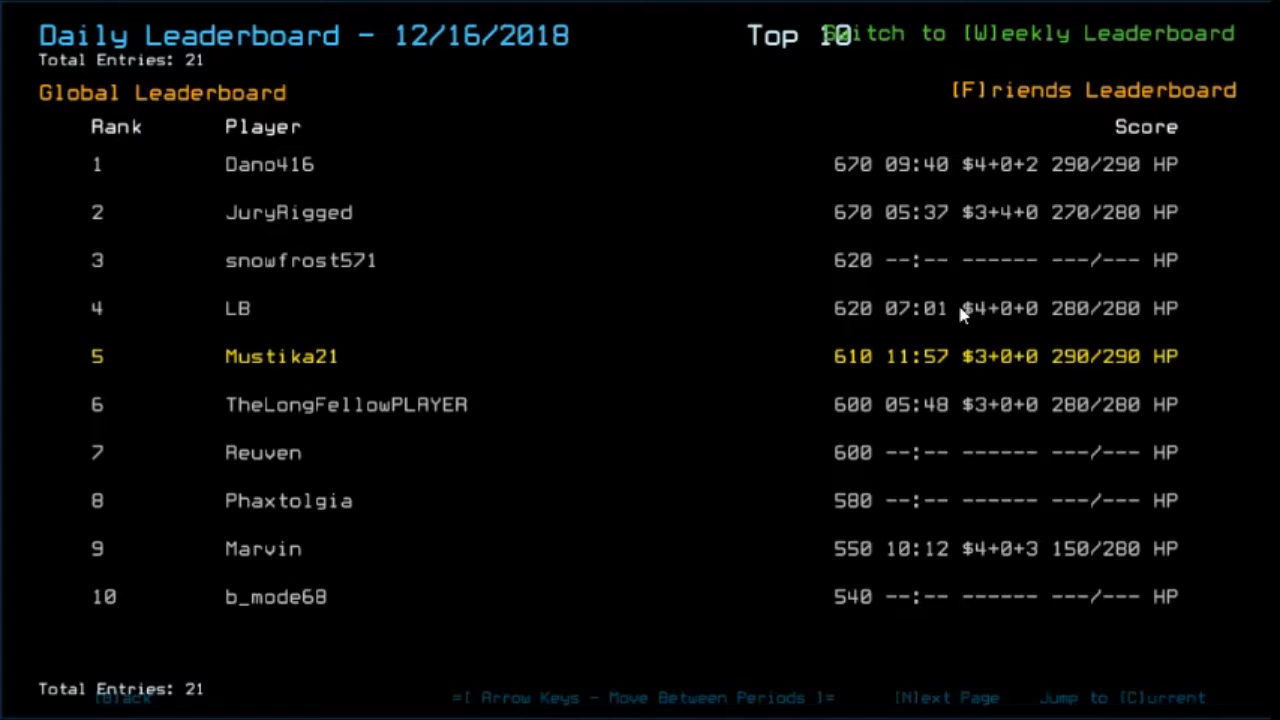 Daily Leaderboard - 12/16/2018 Top 10 Switch to [W]eekly Leaderboard
Total Entries: 21
Global Leaderboard [F]riends Leaderboard
Rank Player Score
1 Dano416 670 09:40 $4+0+2 290/290 HP
2 JuryRigged 670 05:37 $3+4+0 270/280 HP
3 snowfrost571 620 --:-- ------ ---/--- HP
4 LB 620 07:01 $4+0+0 280/280 HP
5 Mustika21 610 11:57 $3+0+0 290/290 HP
6 TheLongFellowPLAYER 600 05:48 $3+0+0 280/280 HP
7 Reuven 600 --:-- ------ ---/--- HP
8 Phaxtolgia 580 --:-- ------ ---/--- HP
9 Marvin 550 10:12 $4+0+3 150/280 HP
10 b_mode68 540 --:-- ------ ---/--- HP
Total Entries: 21
[B]ack =[ Arrow Keys - Move Between Periods ]= [N]ext Page Jump to [C]urrent